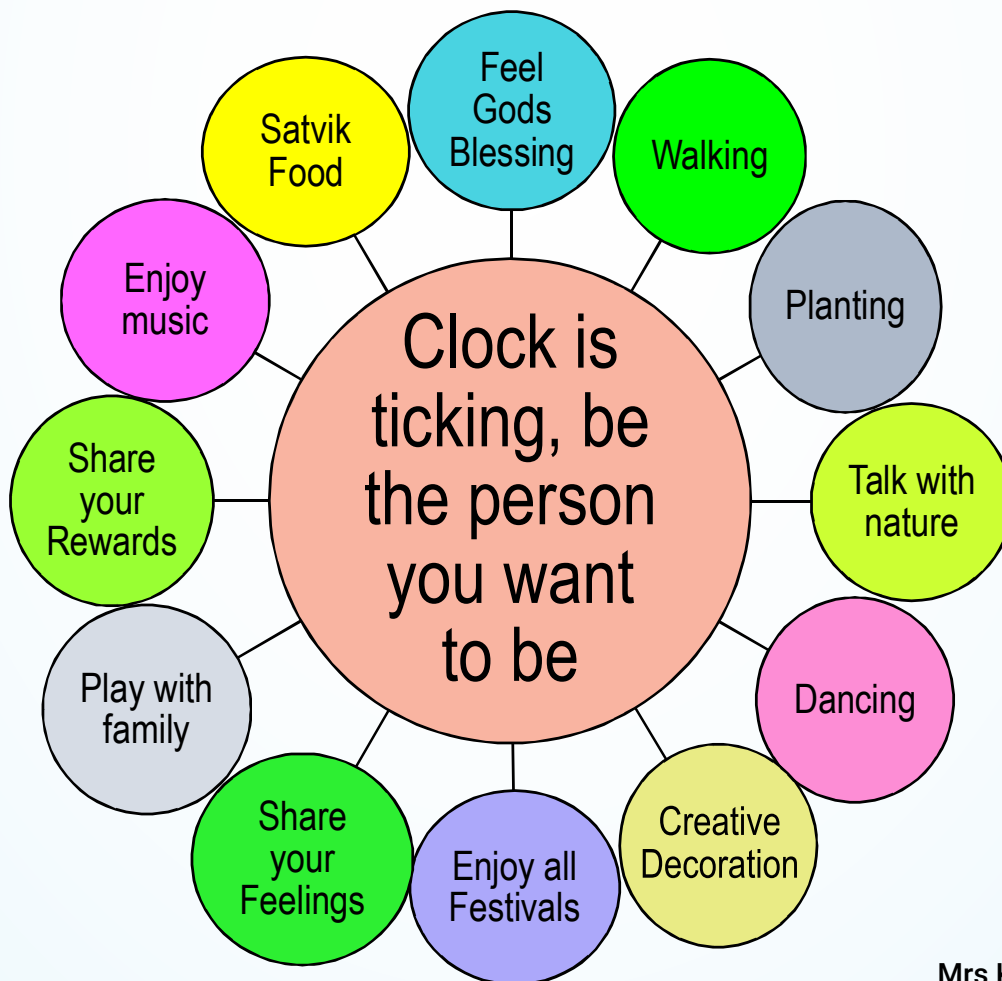 Feel
Gods
Blessing
Walking
Planting
Talk with
nature
Dancing
Creative
Decoration
Enjoy all
Festivals
Share
your
Feelings
Play with
family
Share
your
Rewards
Enjoy
music
Satvik
Food
Clock is
ticking, be
the person
you want
to be
Mrs